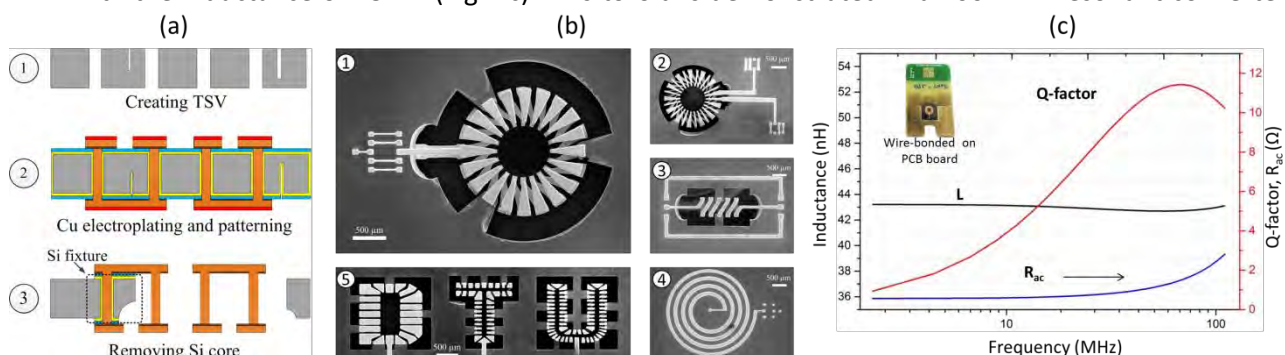 the inductance of
(a)
(b)
(c)
1
Creating TSV
2
Cu electroplating and patterning
Si fixture
3
Removing Si core
1
500 µm
2
500 µm
3
500 µm
5
500 µm
4
500 µm
Inductance (nH)
54
52
50
48
46
44
42
40
38
36
Wire-bonded on
PCB board
Q-factor
L
Rac
12
10
8
6
4
2
0
Q-factor, Rac (Ω)
10
100
Frequency (MHz)